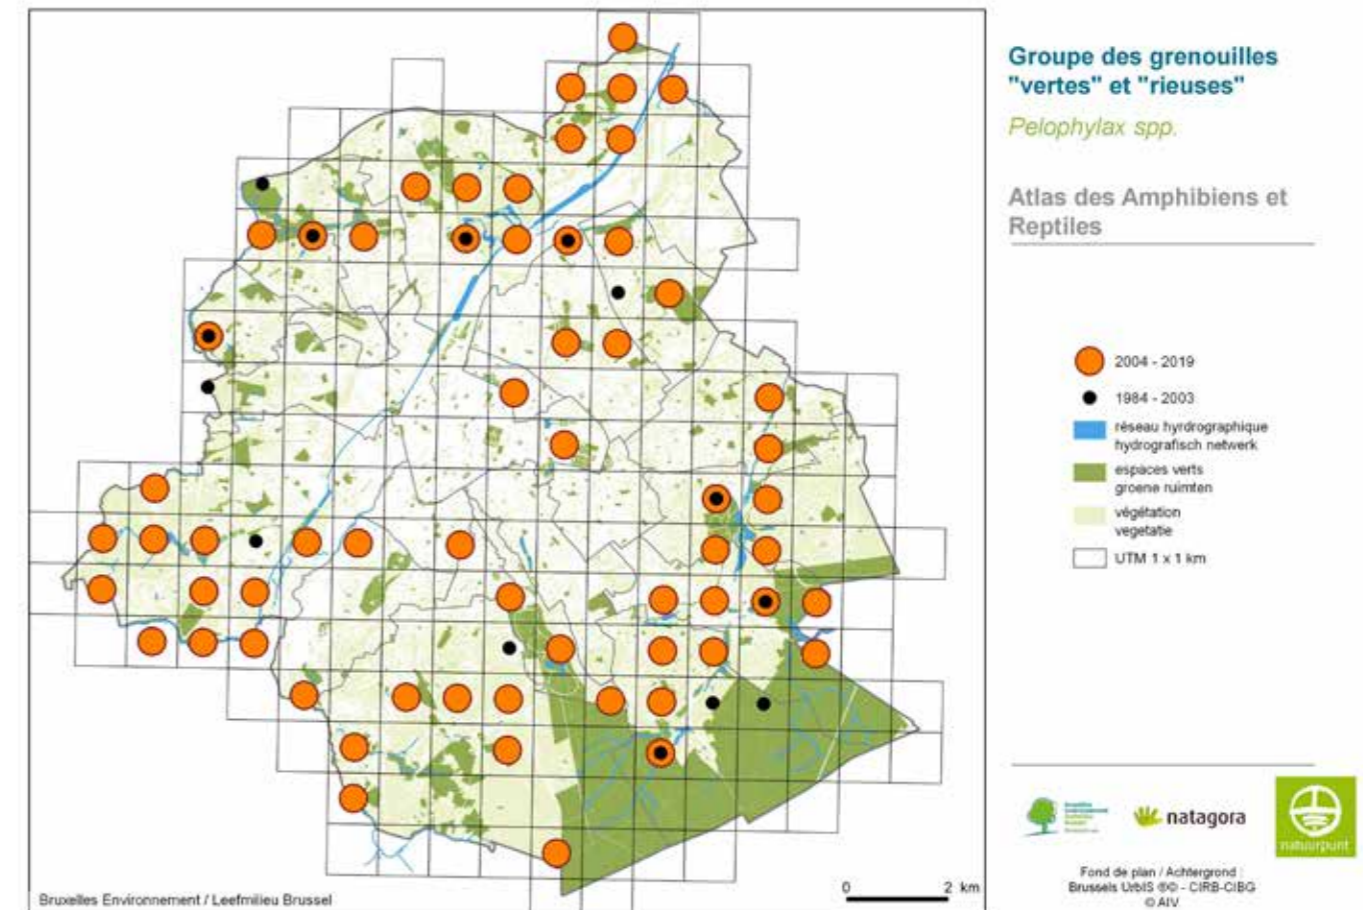 Groupe des grenouilles
"vertes" et "rieuses"
Pelophylax spp.
Atlas des Amphibiens et
Reptiles
2004 - 2019
1984 - 2003
réseau hyrdrographique
hydrografisch netwerk
espaces verts
groene ruimten
végétation
vegetatie
UTM 1 x 1 km
natagora
natuurpunt
Fond de plan / Achtergrond :
Brussels UrbIS ®© - CIRB-CIBG
© AIV
0 2 km
Bruxelles Environnement / Leefmilieu Brussel